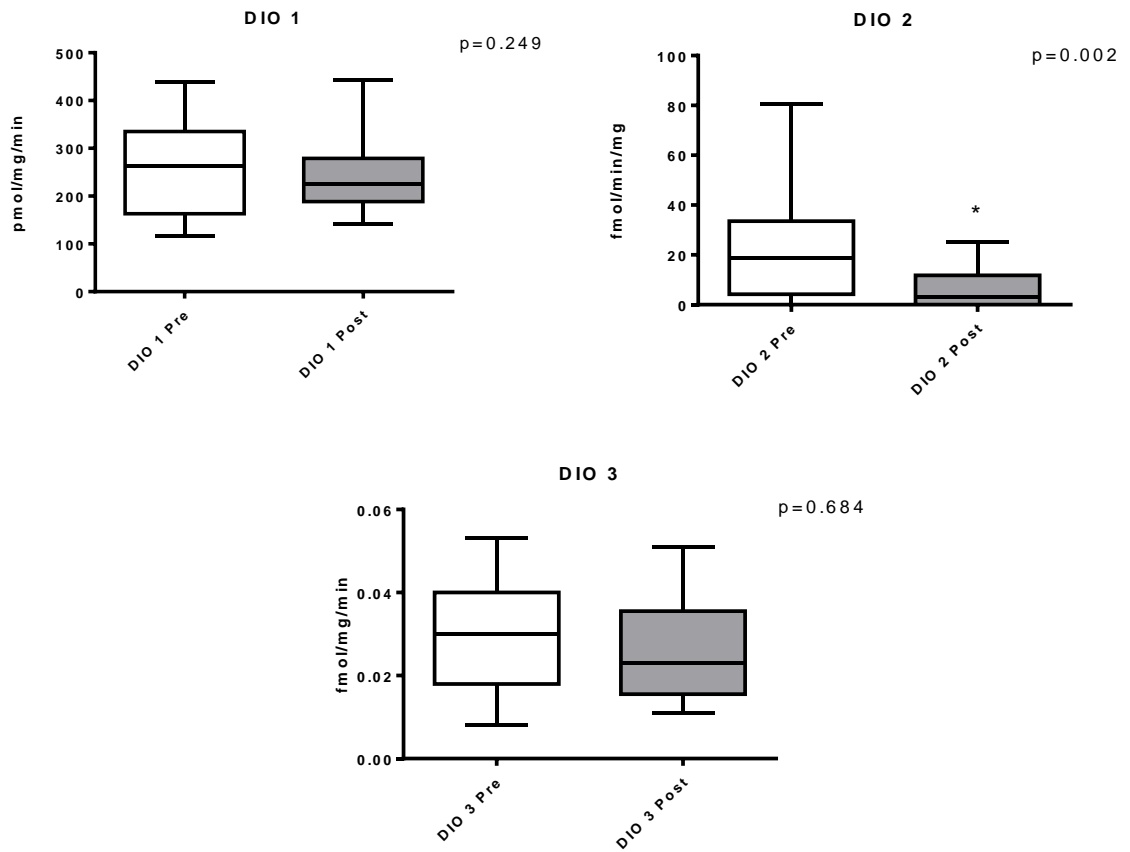 DIO 1
p=0.249
500
400
300
200
100
0
pmol/mg/min
DIO 1 Pre
DIO 1 Post
DIO 2
p=0.002
100
80
60
40
20
0
fmol/min/mg
*
DIO 2 Pre
DIO 2 Post
DIO 3
p=0.684
0.06
0.04
0.02
0.00
fmol/mg/min
DIO 3 Pre
DIO 3 Post